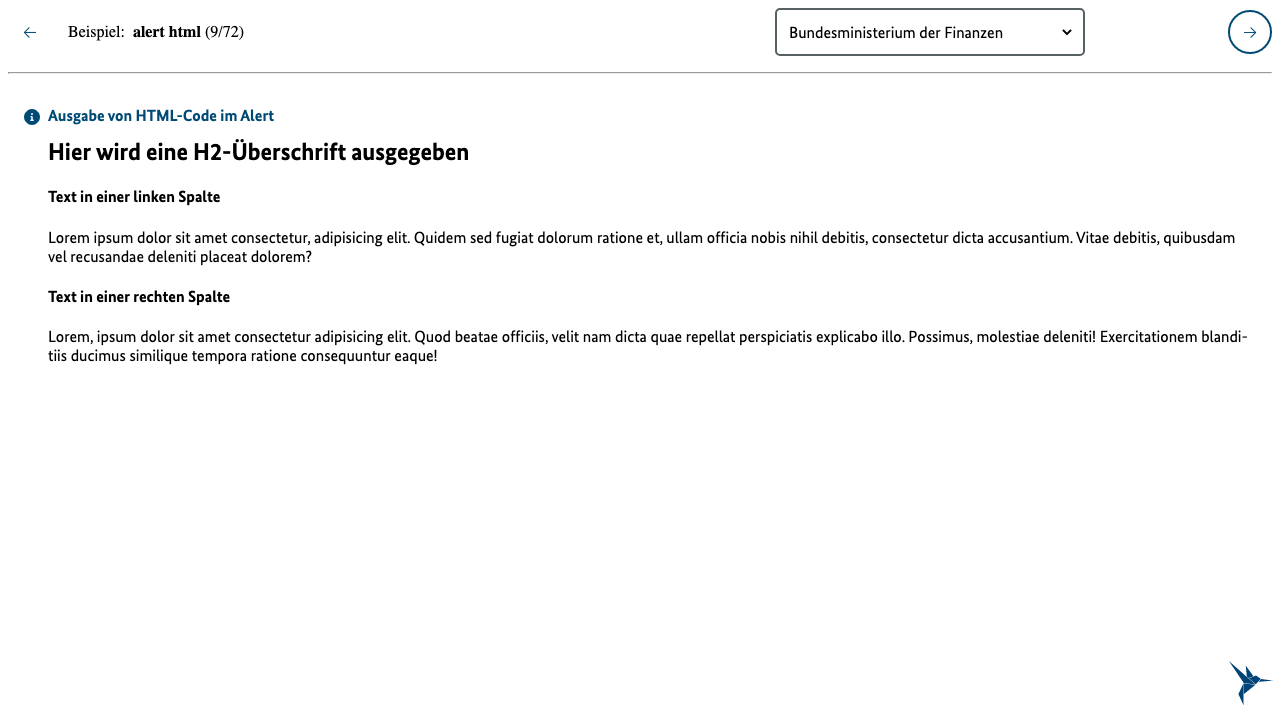 Beispiel: alert html (9/72)
Bundesministerium der Finanzen
Ausgabe von HTML-Code im Alert
Hier wird eine H2-Überschrift ausgegeben
Text in einer linken Spalte
Lorem ipsum dolor sit amet consectetur, adipisicing elit. Quidem sed fugiat dolorum ratione et, ullam officia nobis nihil debitis, consectetur dicta accusantium. Vitae debitis, quibusdam
vel recusandae deleniti placeat dolorem?
Text in einer rechten Spalte
Lorem, ipsum dolor sit amet consectetur adipisicing elit. Quod beatae officiis, velit nam dicta quae repellat perspiciatis explicabo illo. Possimus, molestiae deleniti! Exercitationem blandi-
tiis ducimus similique tempora ratione consequuntur eaque!